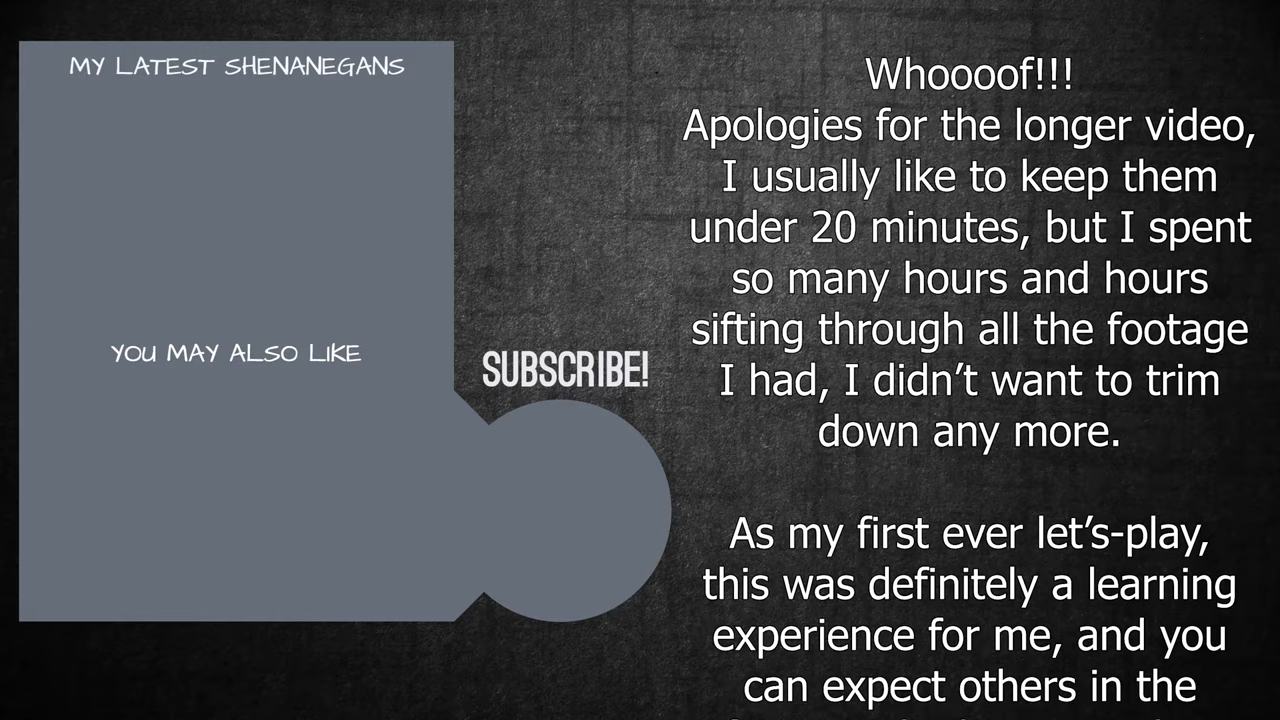 MY LATEST SHENANEGANS
YOU MAY ALSO LIKE
SUBSCRIBE!
Whoooof!!!
Apologies for the longer video,
I usually like to keep them
under 20 minutes, but I spent
so many hours and hours
sifting through all the footage
I had, I didn’t want to trim
down any more.
As my first ever let’s-play,
this was definitely a learning
experience for me, and you
can expect others in the